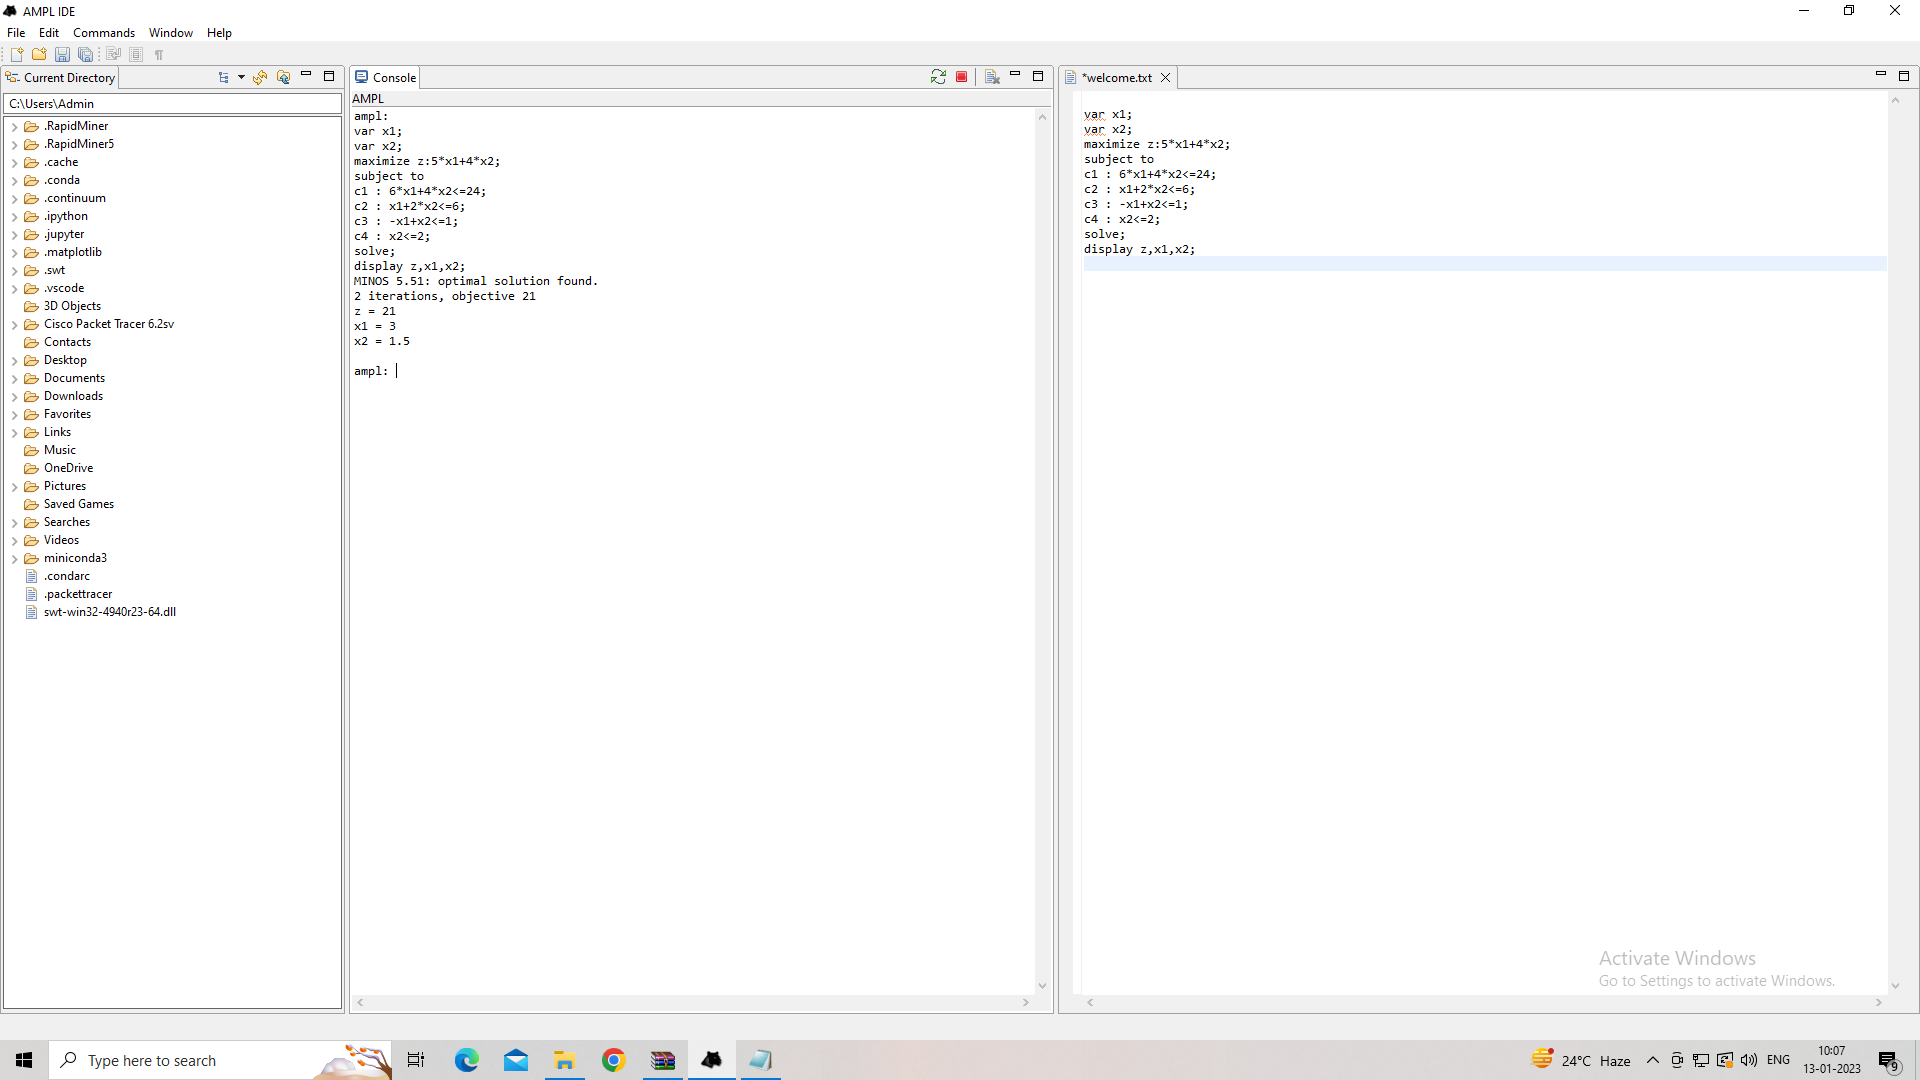 AMPL IDE
File Edit Commands Window Help
Current Directory
C:\Users\Admin
.RapidMiner
.RapidMiner5
.cache
.conda
.continuum
.ipython
.jupyter
.matplotlib
.swt
.vscode
3D Objects
Cisco Packet Tracer 6.2sv
Contacts
Desktop
Documents
Downloads
Favorites
Links
Music
OneDrive
Pictures
Saved Games
Searches
Videos
miniconda3
.condarc
.packettracer
swt-win32-4940r23-64.dll
Console
AMPL
ampl:
var x1;
var x2;
maximize z:5*x1+4*x2;
subject to
c1 : 6*x1+4*x2<=24;
c2 : x1+2*x2<=6;
c3 : -x1+x2<=1;
c4 : x2<=2;
solve;
display z,x1,x2;
MINOS 5.51: optimal solution found.
2 iterations, objective 21
z = 21
x1 = 3
x2 = 1.5
ampl:
*welcome.txt
var x1;
var x2;
maximize z:5*x1+4*x2;
subject to
c1 : 6*x1+4*x2<=24;
c2 : x1+2*x2<=6;
c3 : -x1+x2<=1;
c4 : x2<=2;
solve;
display z,x1,x2;
Activate Windows
Go to Settings to activate Windows.
Type here to search
24°C Haze
ENG
10:07
13-01-2023
9